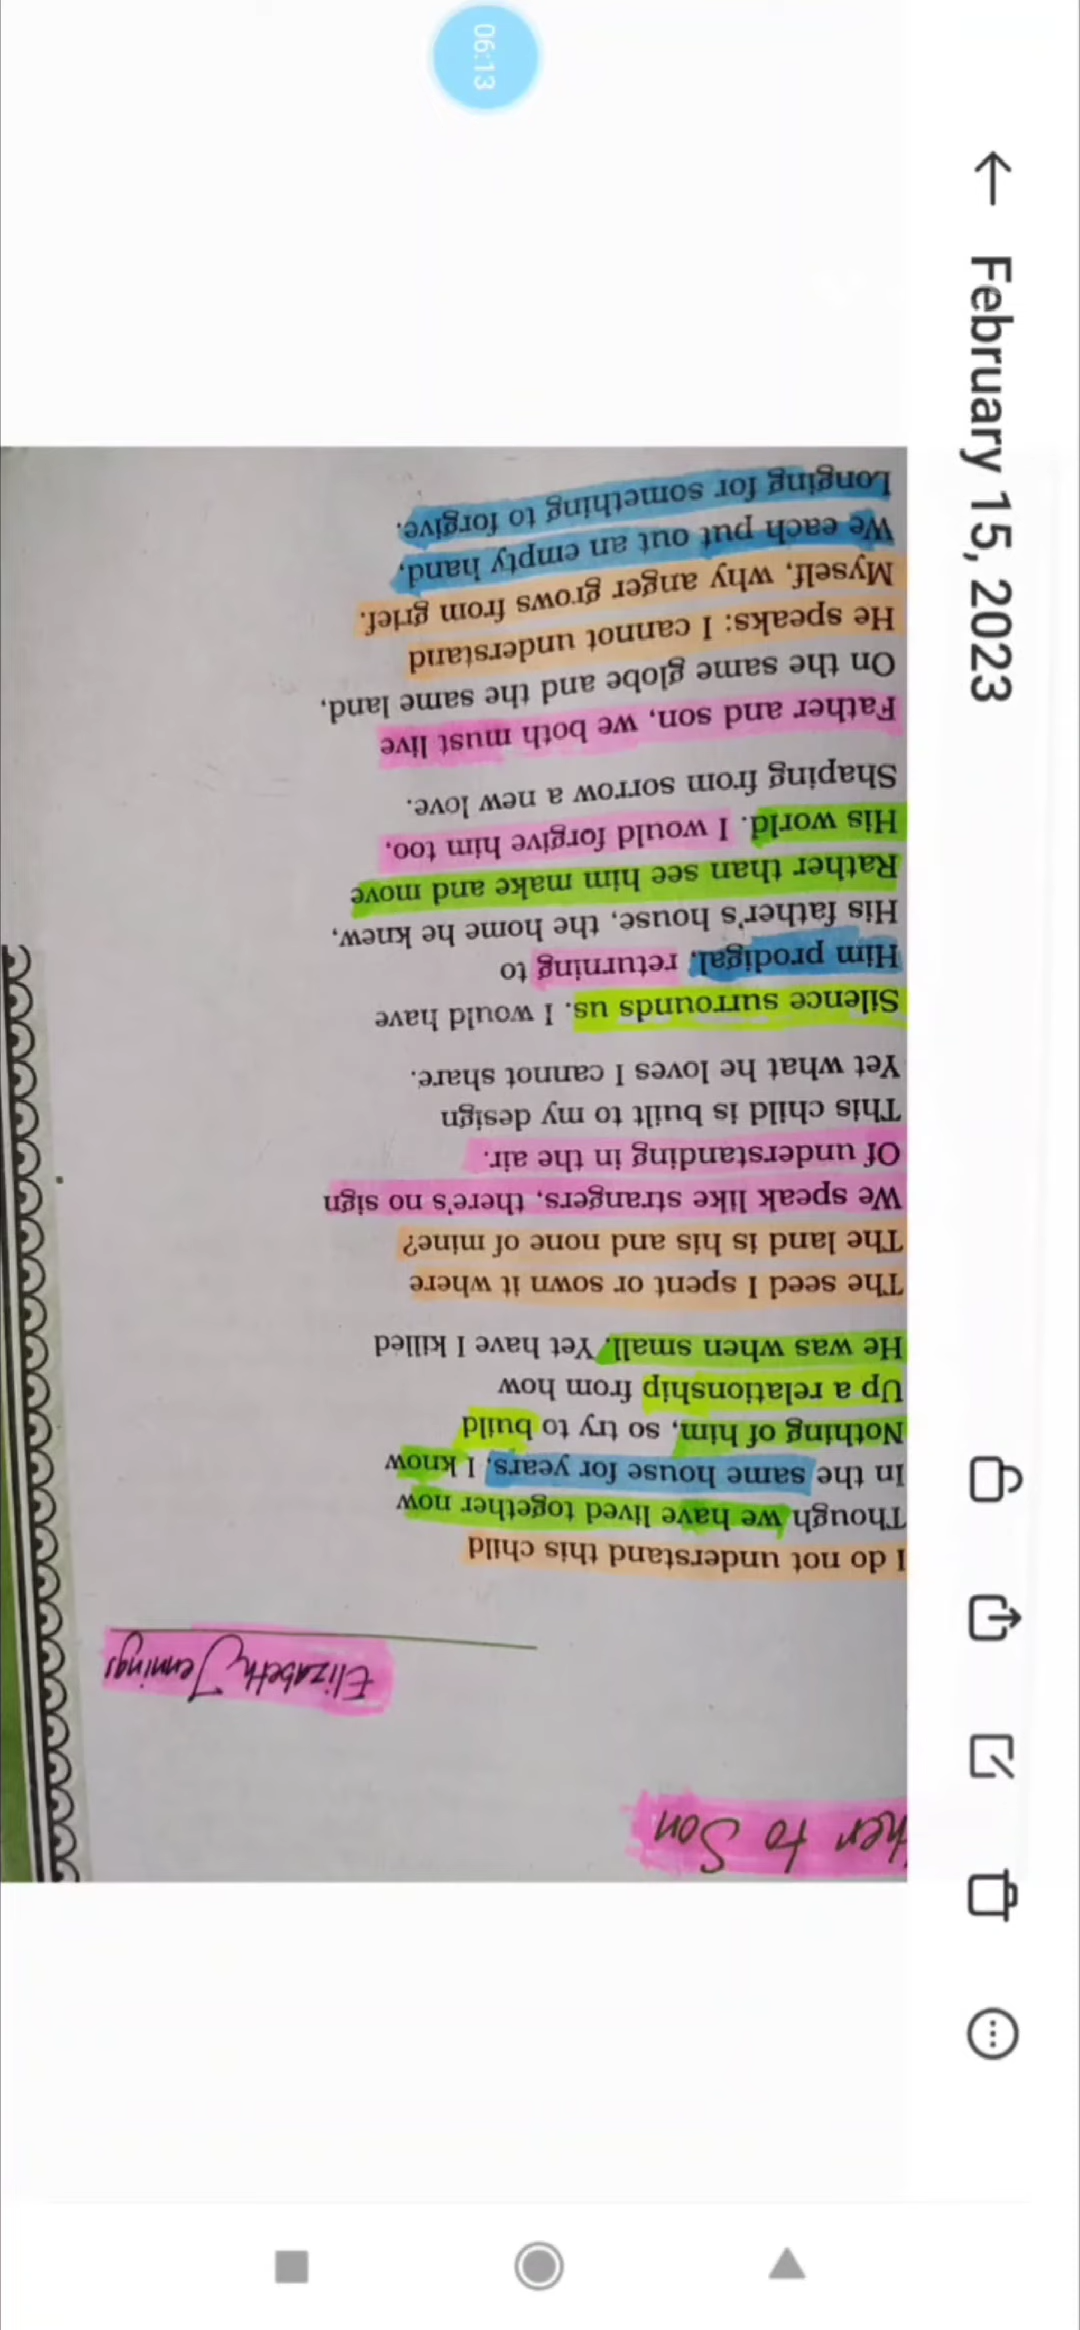 06:13
February 15, 2023
her to Son
Elizabeth Jennings
I do not understand this child
Though we have lived together now
In the same house for years. I know
Nothing of him, so try to build
Up a relationship from how
He was when small. Yet have I killed
The seed I spent or sown it where
The land is his and none of mine?
We speak like strangers, there's no sign
Of understanding in the air.
This child is built to my design
Yet what he loves I cannot share.
Silence surrounds us. I would have
Him prodigal, returning to
His father's house, the home he knew,
Rather than see him make and move
His world. I would forgive him too,
Shaping from sorrow a new love.
Father and son, we both must live
On the same globe and the same land,
He speaks: I cannot understand
Myself, why anger grows from grief.
We each put out an empty hand,
Longing for something to forgive.